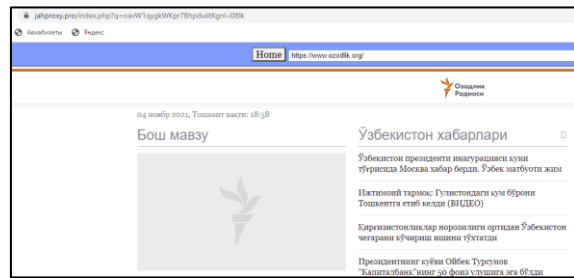 jahproxy.pro/index.php?q=oavW1qygkWKpr7BhpduiltKgnl-i08lk
Авиабилеты Яндекс
Home https://www.ozodlik.org/
Озодлик
Радиоси
04 ноябр 2021, Тошкент вақти: 18:58
Бош мавзу
Ўзбекистон хабарлари
Ўзбекистон президенти инагурацияси куни
тўғрисида Москва хабар берди. Ўзбек матбуоти жим
Ижтимоий тармоқ: Гулистондаги қум бўрони
Тошкентга етиб келди (ВИДЕО)
Қирғизистонликлар норозилиги ортидан Ўзбекистон
чегарани кўчириш ишини тўхтатди
Президентнинг куёви Ойбек Турсунов
"Капиталбанк"нинг 50 фоиз улушига эга бўлди